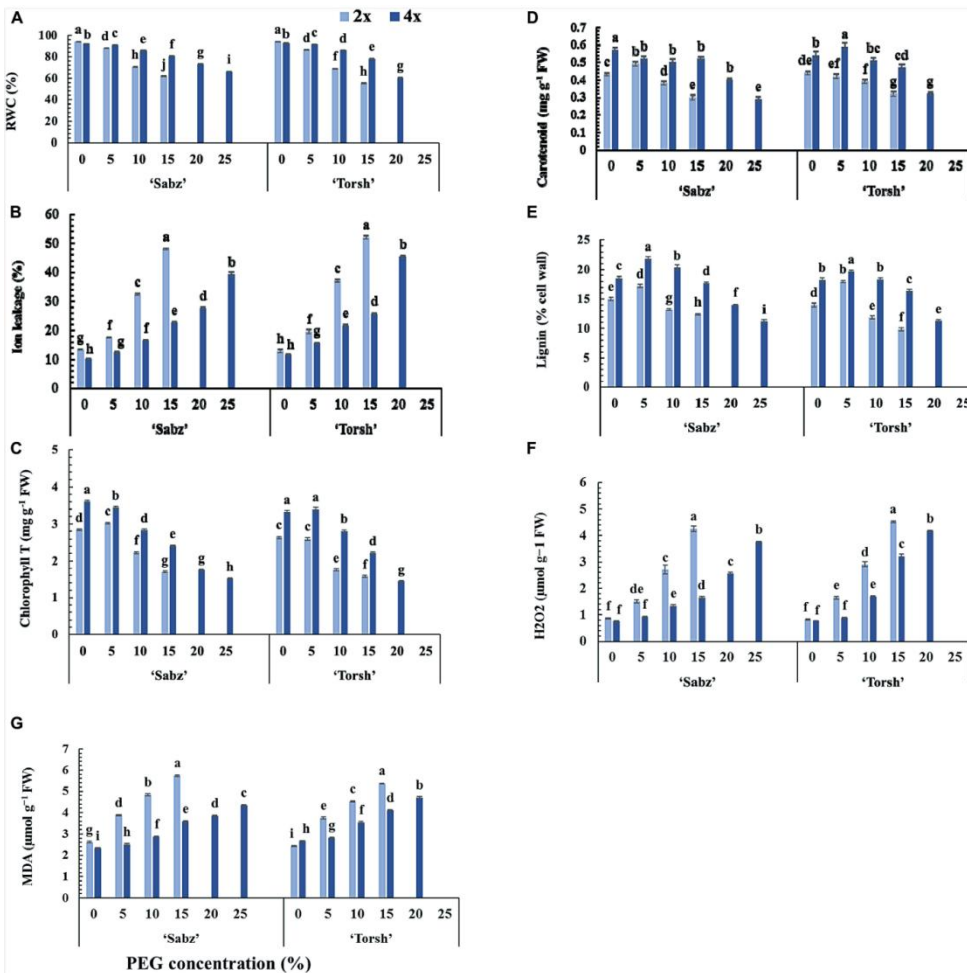 A
2x 4x
RWC (%)
100
80
60
40
20
0
a b d c h e j f g i
a b d c f d h e g
0 5 10 15 20 25 0 5 10 15 20 25
‘Sabz’ ‘Torsh’
B
Ion leakage (%)
60
50
40
30
20
10
0
g h f g c f a e d b
h h f g c e a d b
0 5 10 15 20 25 0 5 10 15 20 25
‘Sabz’ ‘Torsh’
C
Chlorophyll T (mg g-1 FW)
5
4
3
2
1
0
d a c b f d g e g h
c a c a e b f d g
0 5 10 15 20 25 0 5 10 15 20 25
‘Sabz’ ‘Torsh’
D
Carotenoid (mg g-1 FW)
0.7
0.6
0.5
0.4
0.3
0.2
0.1
0
c a b b d b e b c e
de b ef a f bc g cd g
0 5 10 15 20 25 0 5 10 15 20 25
‘Sabz’ ‘Torsh’
E
Lignin (% cell wall)
25
20
15
10
5
0
e c d a g b h d f i
d b b a e b f c e
0 5 10 15 20 25 0 5 10 15 20 25
‘Sabz’ ‘Torsh’
F
H2O2 (µmol g−1 FW)
6
5
4
3
2
1
0
f f de f c e a d b c
f f e f d e a c b
0 5 10 15 20 25 0 5 10 15 20 25
‘Sabz’ ‘Torsh’
G
MDA (µmol g−1 FW)
7
6
5
4
3
2
1
0
g i d h b f a e d c
i h e g c f a d b
0 5 10 15 20 25 0 5 10 15 20 25
‘Sabz’ ‘Torsh’
PEG concentration (%)